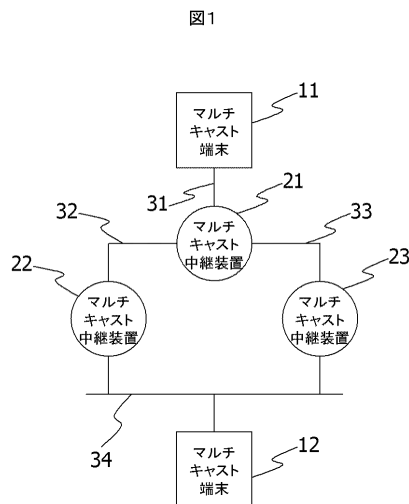 図1
マルチ
キャスト
端末
11
31
21
マルチ
キャスト
中継装置
32
33
22
マルチ
キャスト
中継装置
23
マルチ
キャスト
中継装置
34
マルチ
キャスト
端末
12